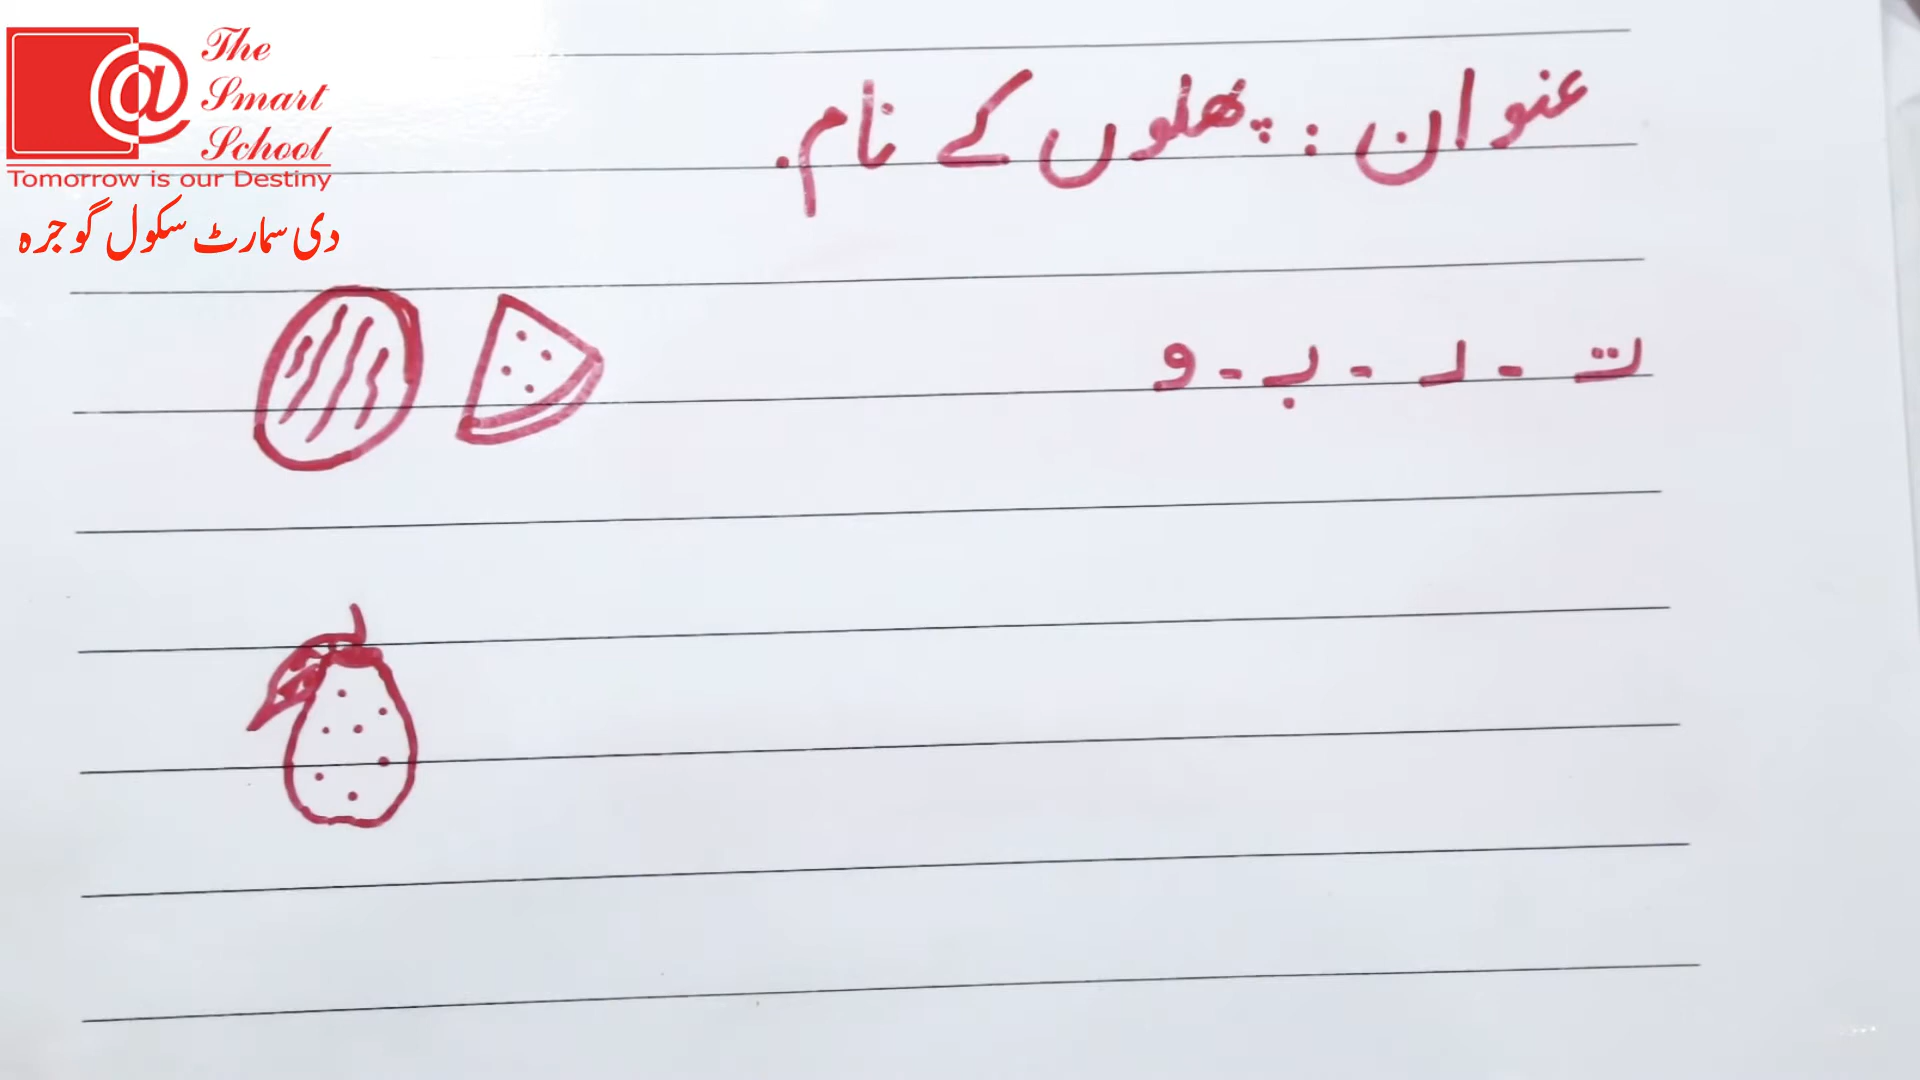 The
Smart
School
Tomorrow is our Destiny
دی سمارٹ سکول گوجرہ
عنوان : پھلوں کے نام.
ت - ر - ب - و